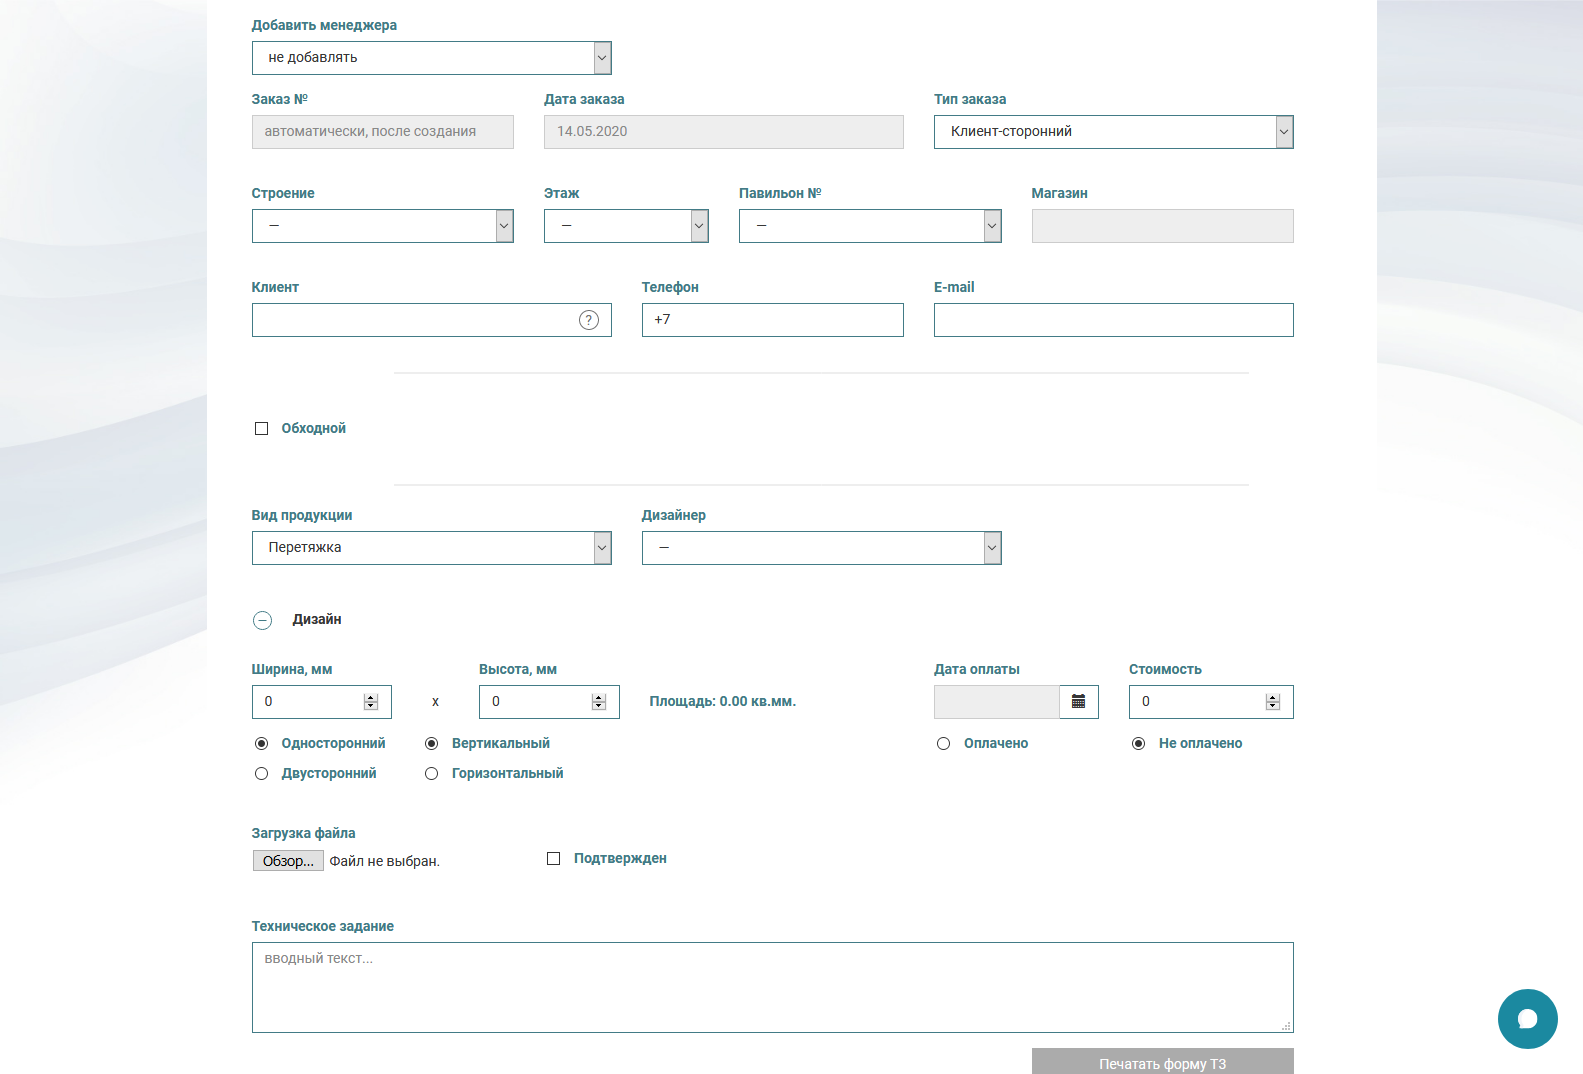 Добавить менеджера
не добавлять
Заказ № Дата заказа Тип заказа
автоматически, после создания 14.05.2020 Клиент-сторонний
Строение Этаж Павильон № Магазин
— — —
Клиент Телефон E-mail
? +7
Обходной
Вид продукции Дизайнер
Перетяжка —
Дизайн
Ширина, мм Высота, мм Дата оплаты Стоимость
0 x 0 Площадь: 0.00 кв.мм. 0
Односторонний Вертикальный Оплачено Не оплачено
Двусторонний Горизонтальный
Загрузка файла
Обзор... Файл не выбран. Подтвержден
Техническое задание
вводный текст...
Печатать форму ТЗ